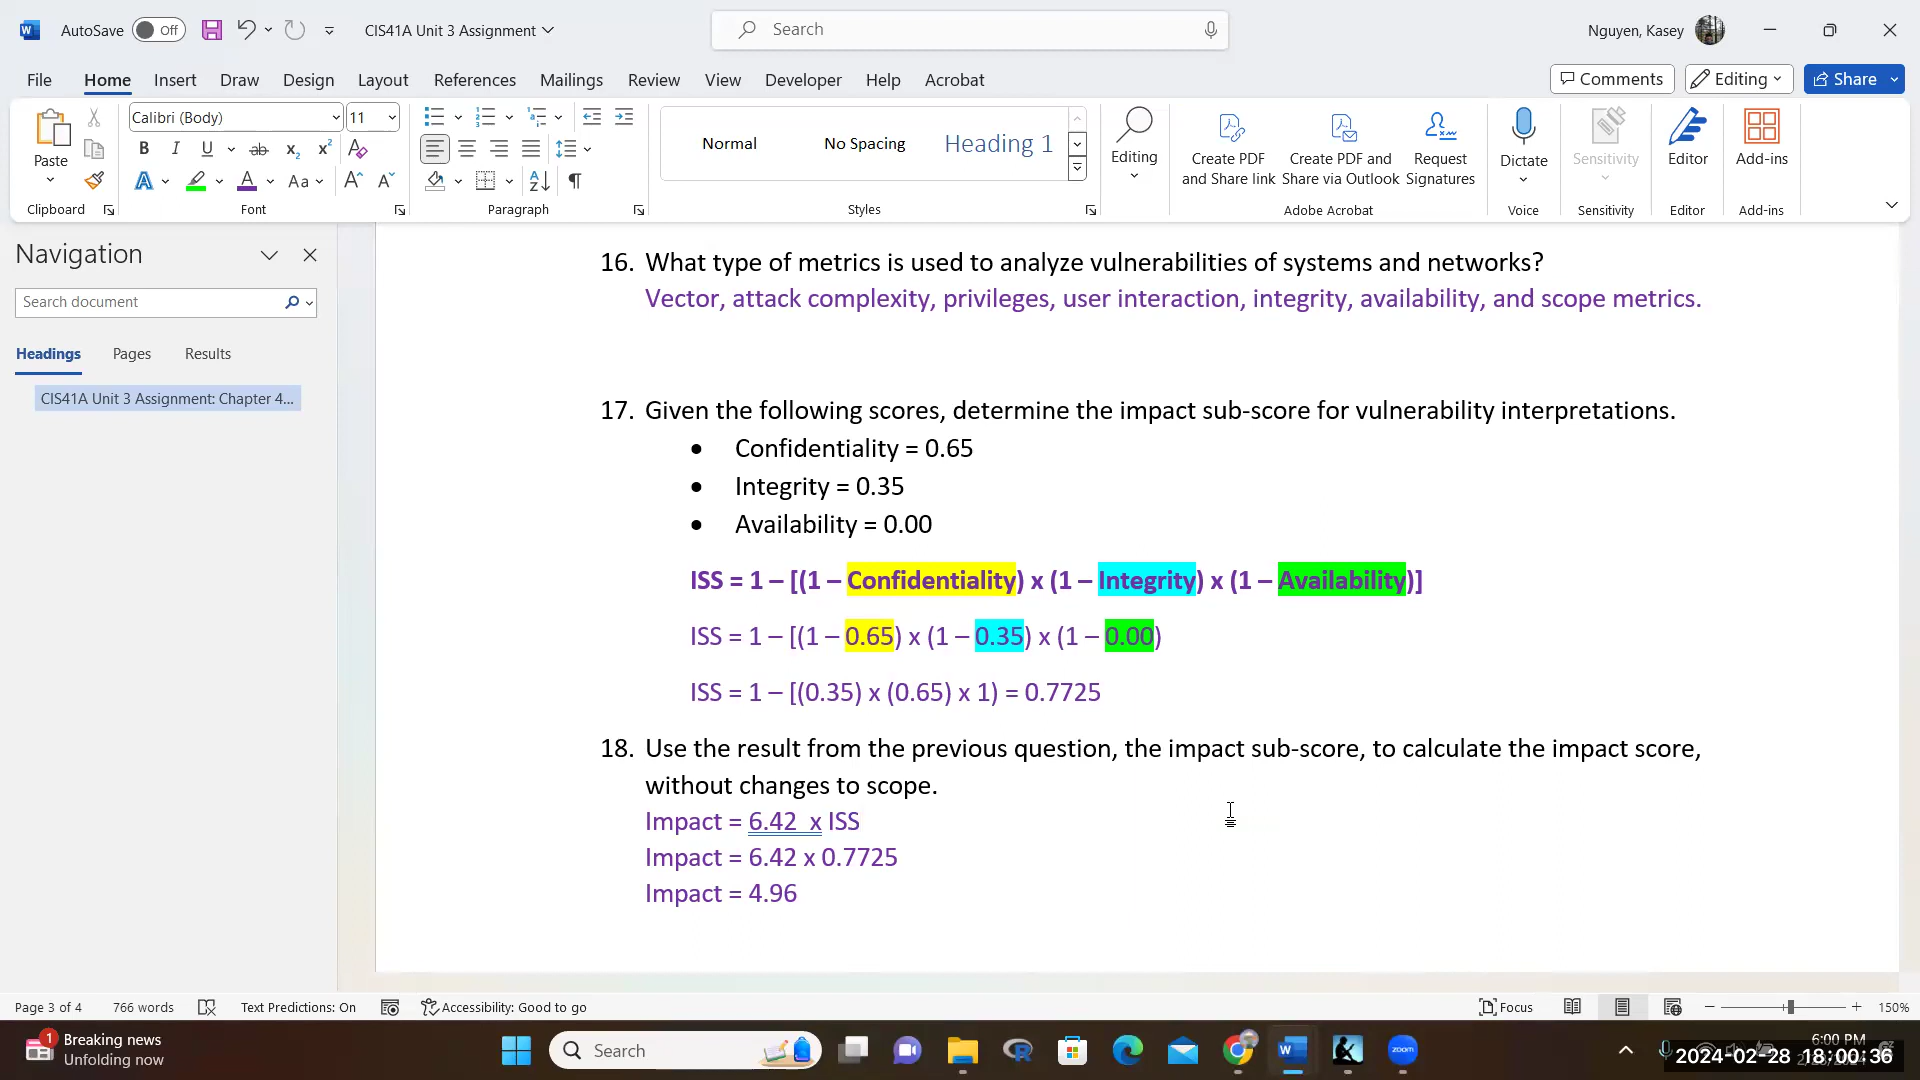 AutoSave Off CIS41A Unit 3 Assignment Search Nguyen, Kasey
File Home Insert Draw Design Layout References Mailings Review View Developer Help Acrobat Comments Editing Share
Calibri (Body) 11
Paste
B I U ab x₂ x² A
A A Aa A A
Normal No Spacing Heading 1
Editing
Create PDF and Share link
Create PDF and Share via Outlook
Request Signatures
Dictate
Sensitivity
Editor
Add-ins
Clipboard Font Paragraph Styles Adobe Acrobat Voice Sensitivity Editor Add-ins
Navigation
Search document
Headings Pages Results
CIS41A Unit 3 Assignment: Chapter 4...
16. What type of metrics is used to analyze vulnerabilities of systems and networks?
Vector, attack complexity, privileges, user interaction, integrity, availability, and scope metrics.
17. Given the following scores, determine the impact sub-score for vulnerability interpretations.
• Confidentiality = 0.65
• Integrity = 0.35
• Availability = 0.00
ISS = 1 – [(1 – Confidentiality) x (1 – Integrity) x (1 – Availability)]
ISS = 1 – [(1 – 0.65) x (1 – 0.35) x (1 – 0.00)
ISS = 1 – [(0.35) x (0.65) x 1) = 0.7725
18. Use the result from the previous question, the impact sub-score, to calculate the impact score,
without changes to scope.
Impact = 6.42 x ISS
Impact = 6.42 x 0.7725
Impact = 4.96
Page 3 of 4 766 words Text Predictions: On Accessibility: Good to go Focus 150%
1 Breaking news
Unfolding now
Search
zoom
6:00 PM
2024-02-28 18:00:36